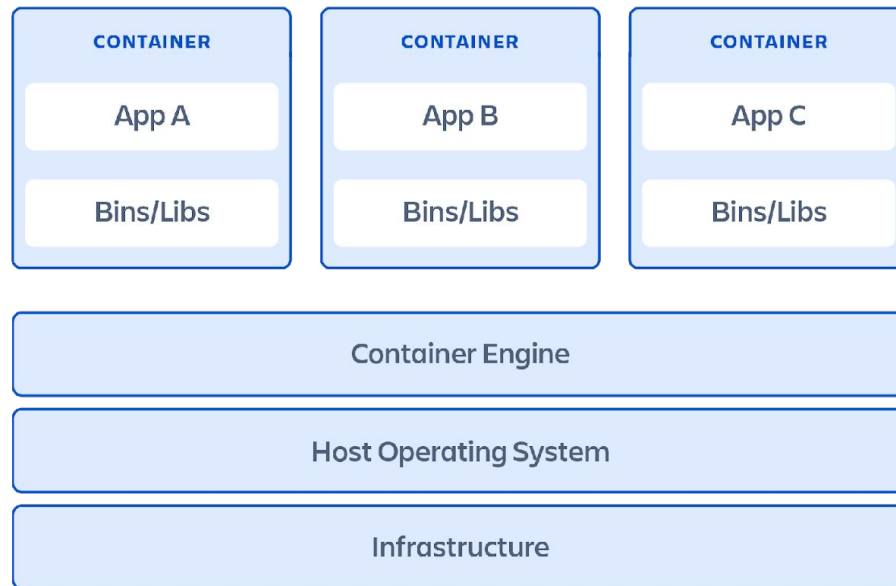 CONTAINER
CONTAINER
CONTAINER
App A
App B
App C
Bins/Libs
Bins/Libs
Bins/Libs
Container Engine
Host Operating System
Infrastructure